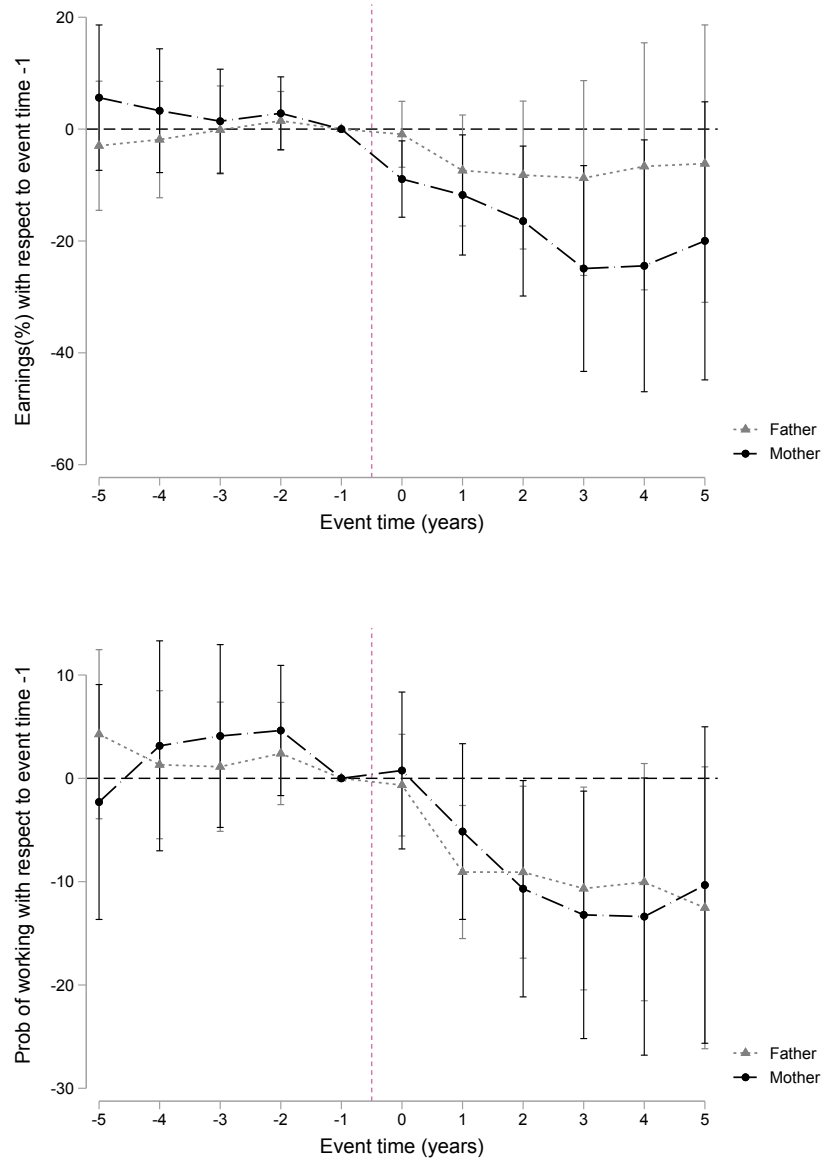 Earnings(%) with respect to event time -1
20
0
-20
-40
-60
-5 -4 -3 -2 -1 0 1 2 3 4 5
Event time (years)
Father
Mother
Prob of working with respect to event time -1
10
0
-10
-20
-30
-5 -4 -3 -2 -1 0 1 2 3 4 5
Event time (years)
Father
Mother